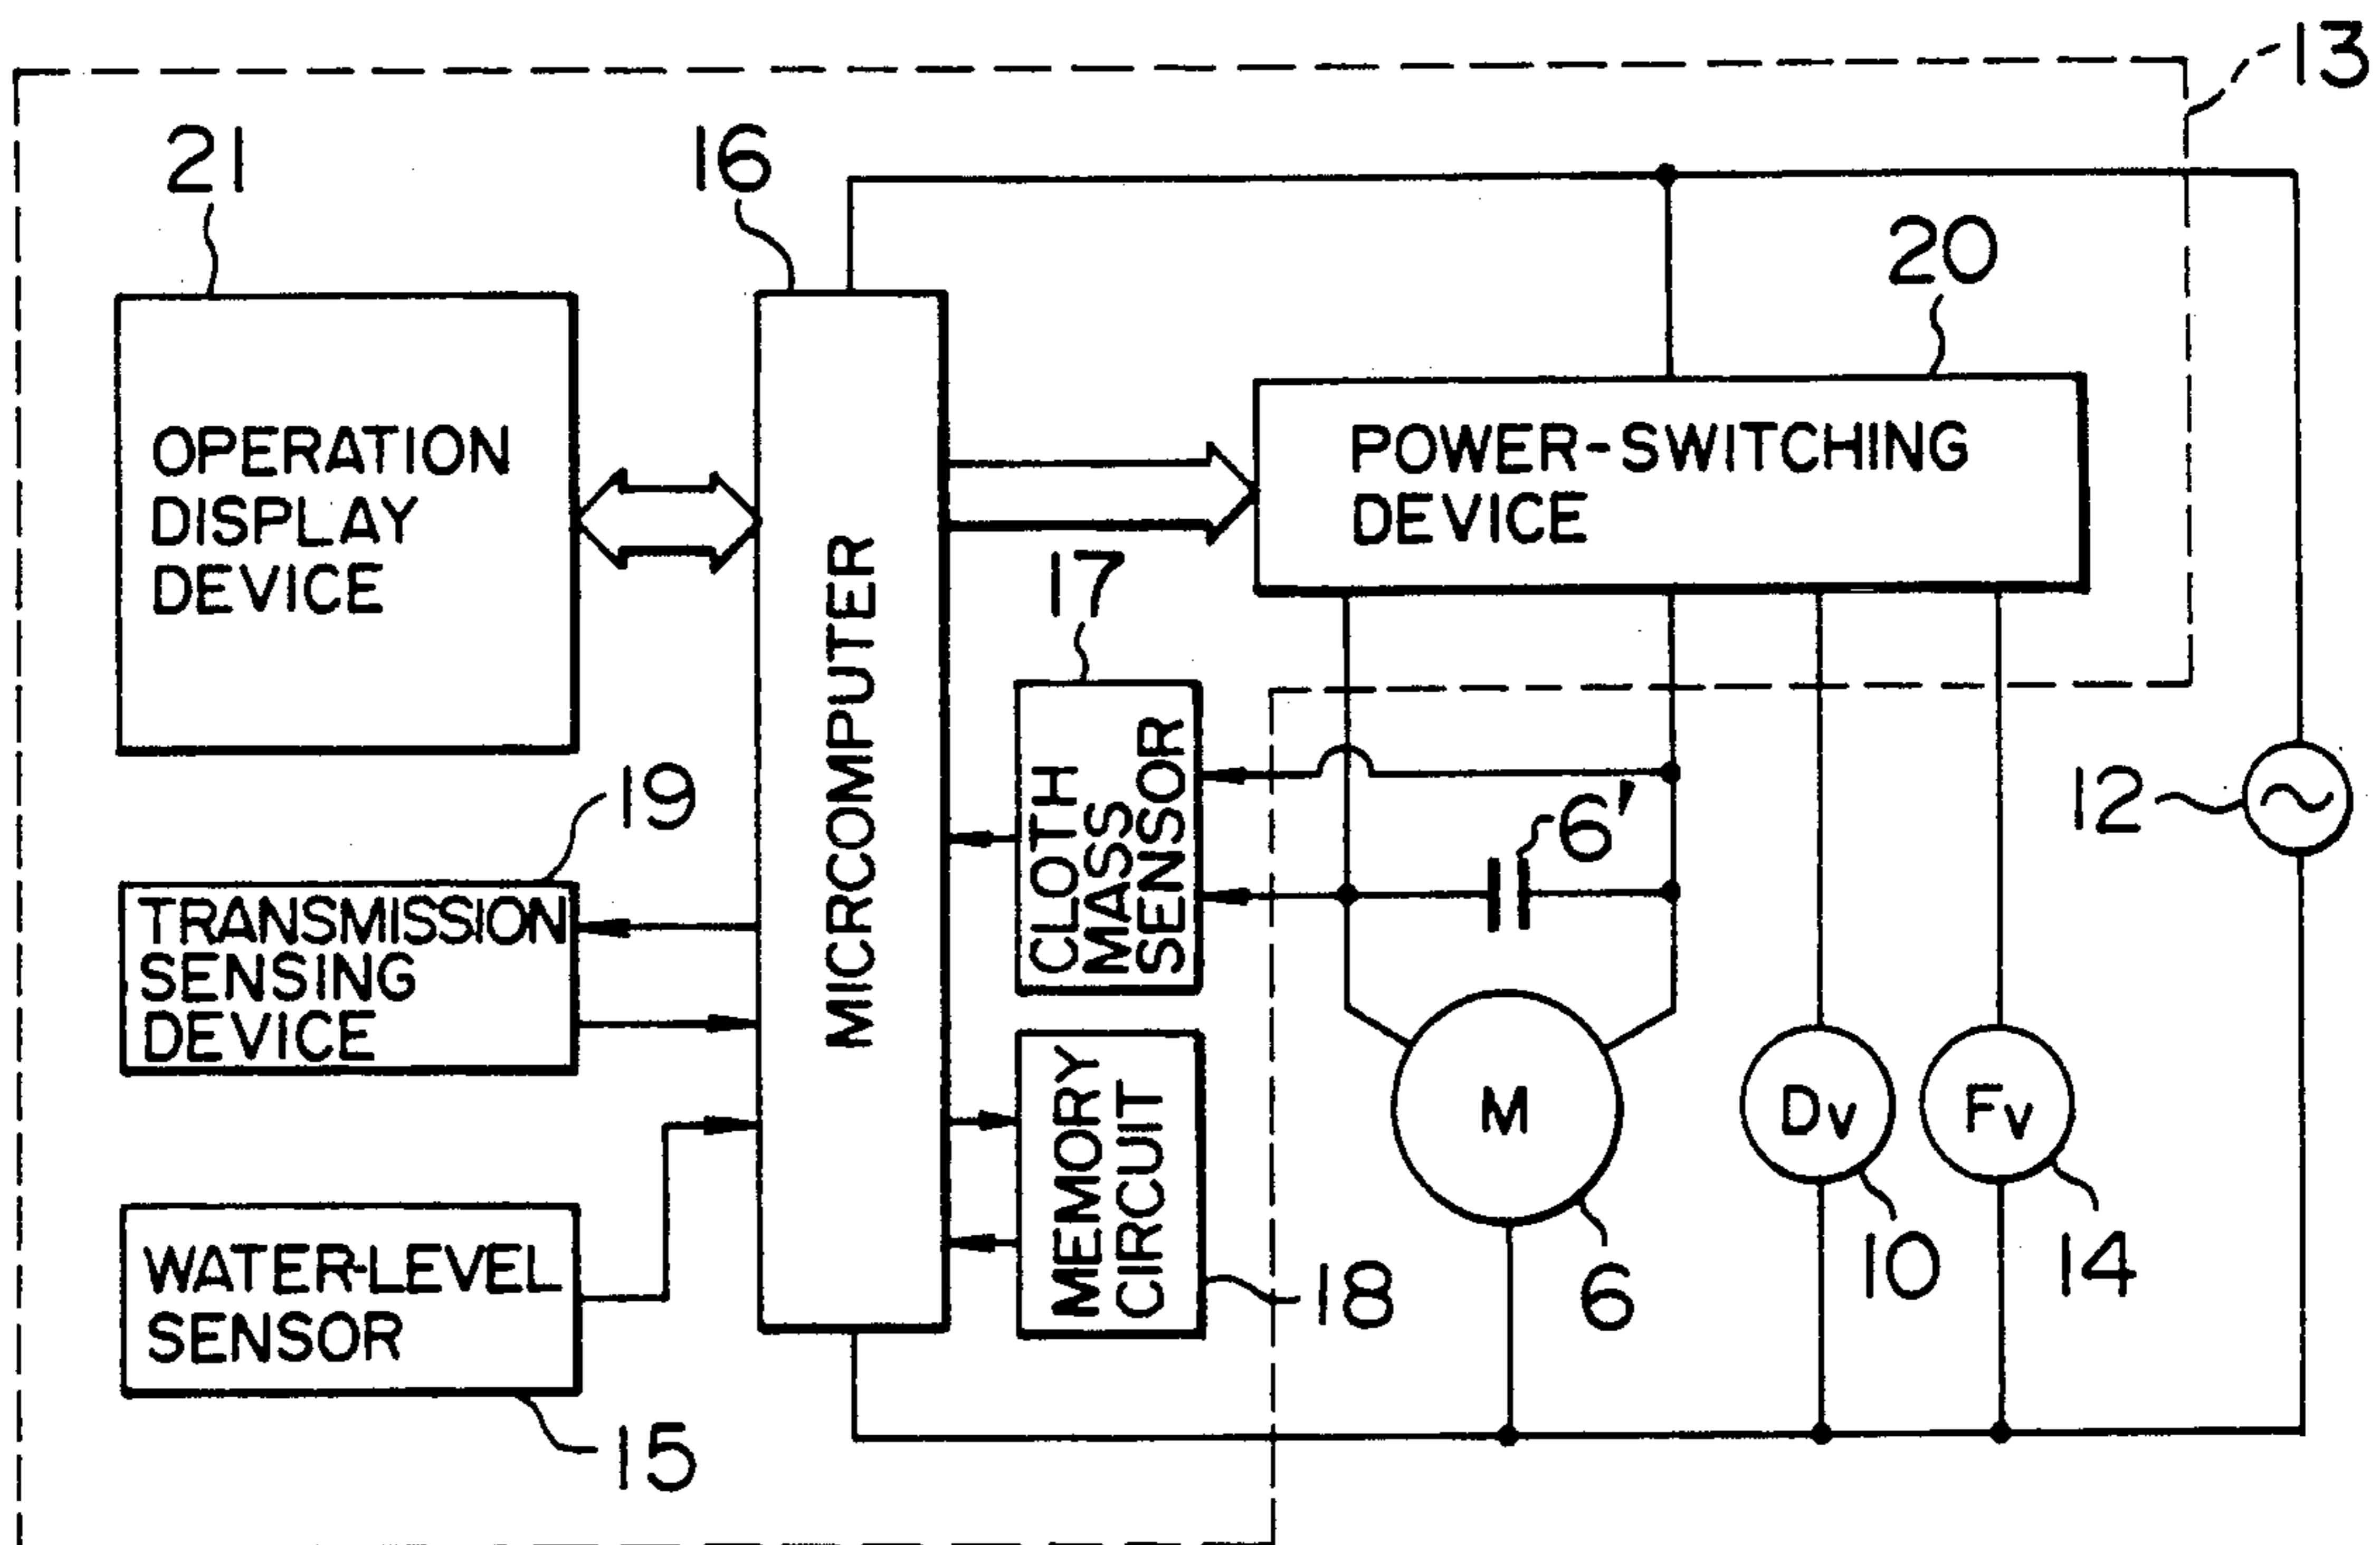 13
21
16
20
OPERATION
DISPLAY
DEVICE
MICROCOMPUTER
POWER-SWITCHING
DEVICE
17
CLOTH
MASS
SENSOR
6'
12
19
TRANSMISSION
SENSING
DEVICE
MEMORY
CIRCUIT
M
Dv
Fv
18
6
10
14
WATER-LEVEL
SENSOR
15